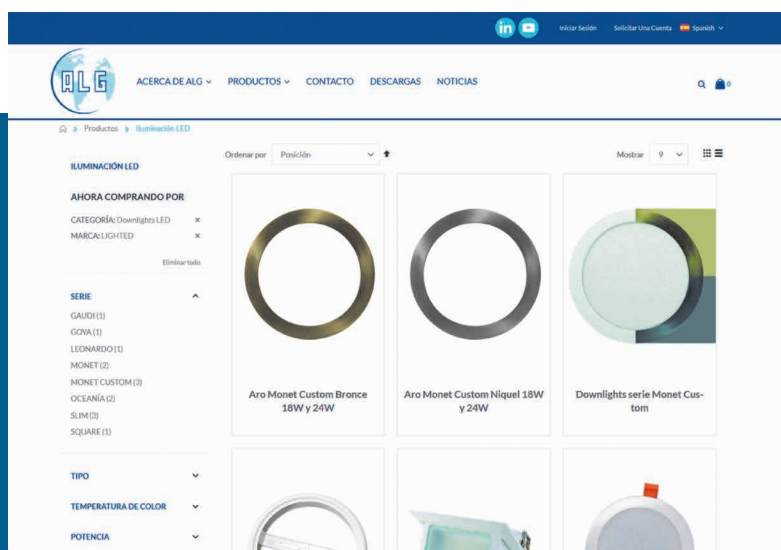 in
Iniciar Sesión
Solicitar Una Cuenta
Spanish
ALG
ACERCA DE ALG
PRODUCTOS
CONTACTO
DESCARGAS
NOTICIAS
0
Productos
Iluminación LED
ILUMINACIÓN LED
AHORA COMPRANDO POR
CATEGORÍA: Downlights LED
MARCA: LIGHTED
Eliminar todo
SERIE
GAUDI (1)
GOYA (1)
LEONARDO (1)
MONET (2)
MONET CUSTOM (3)
OCEANÍA (2)
SLIM (3)
SQUARE (1)
TIPO
TEMPERATURA DE COLOR
POTENCIA
Ordenar por Posición
Mostrar 9
Aro Monet Custom Bronce
18W y 24W
Aro Monet Custom Niquel 18W
y 24W
Downlights serie Monet Cus-
tom